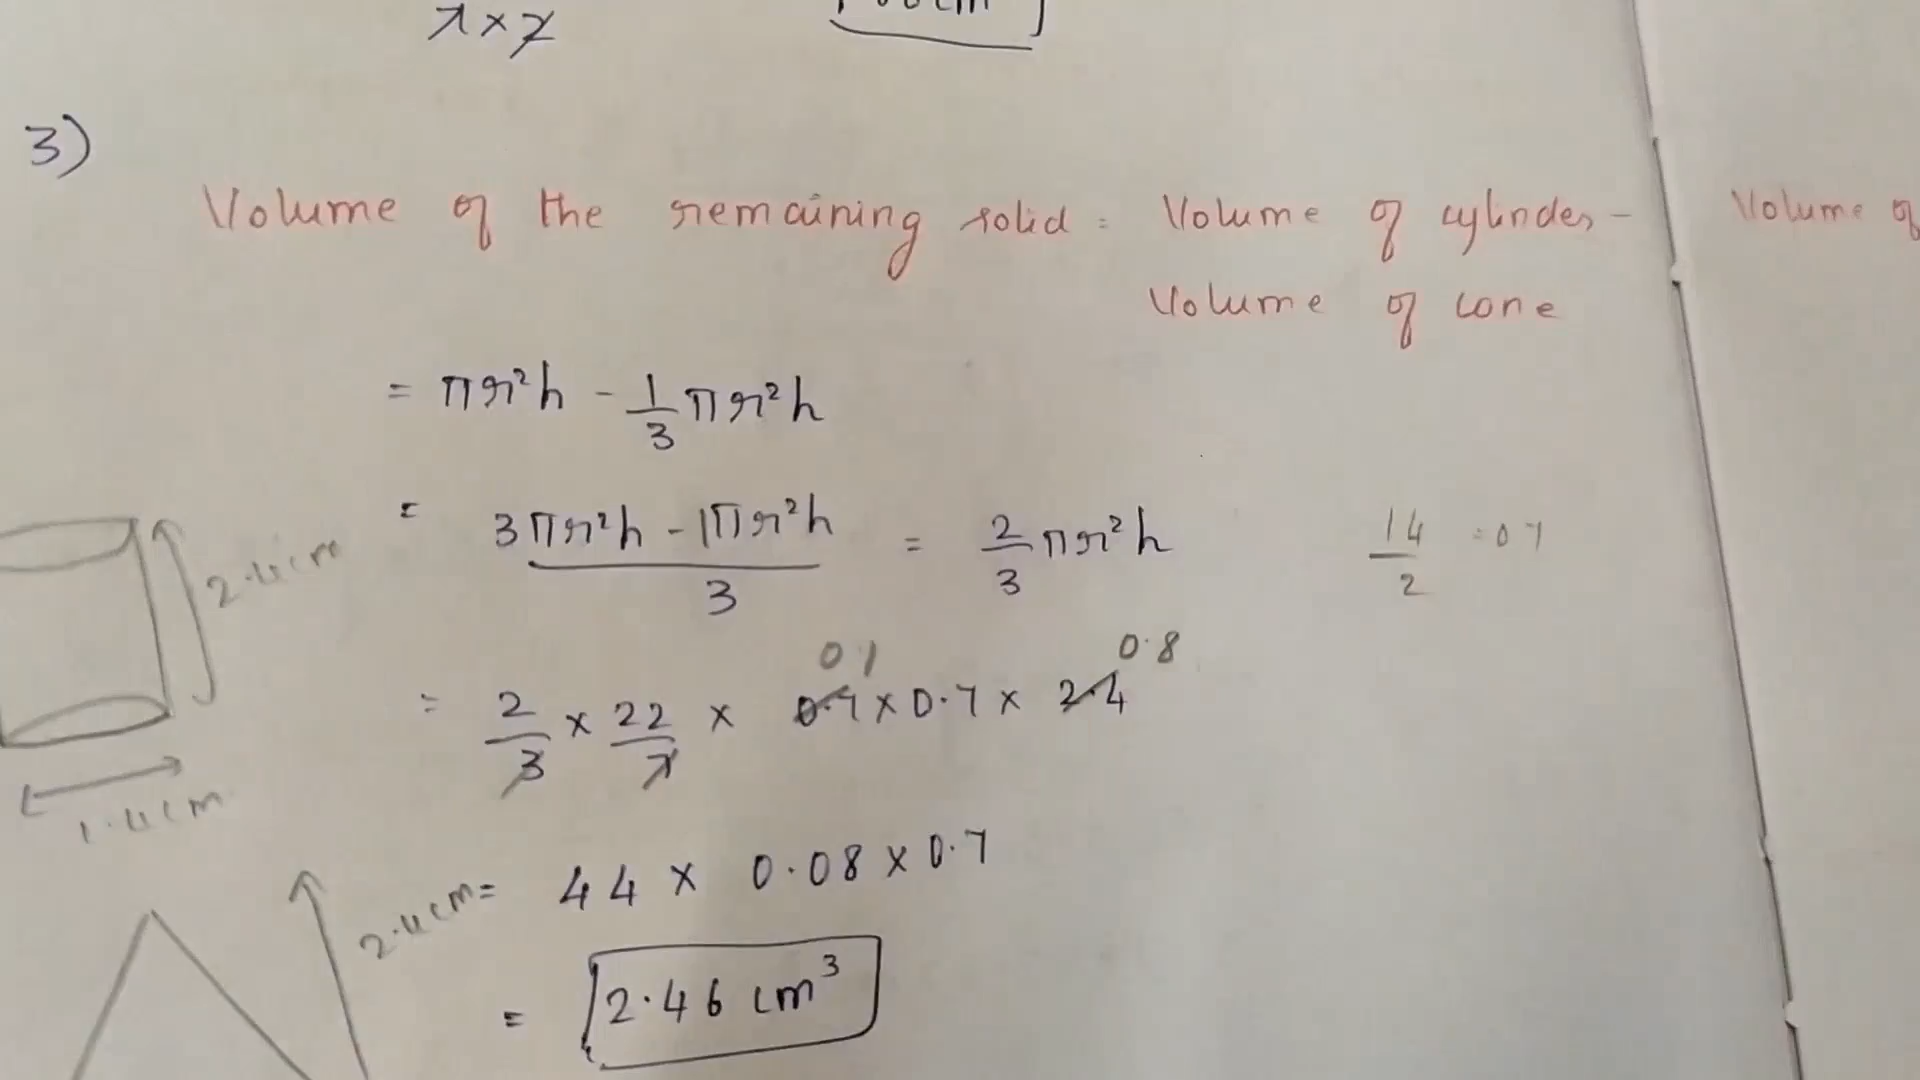 7 × 7
3)
Volume of the remaining solid = Volume of cylinder - Volume of
Volume of cone
= πr²h - 1/3 πr²h
= 3πr²h - 1πr²h / 3 = 2/3 πr²h
14/2 = 0.7
2.4cm
0.1 0.8
= 2/3 × 22/7 × 0.7 × 0.7 × 2.4
1.4cm
= 44 × 0.08 × 0.7
2.4cm
= 2.46 cm³